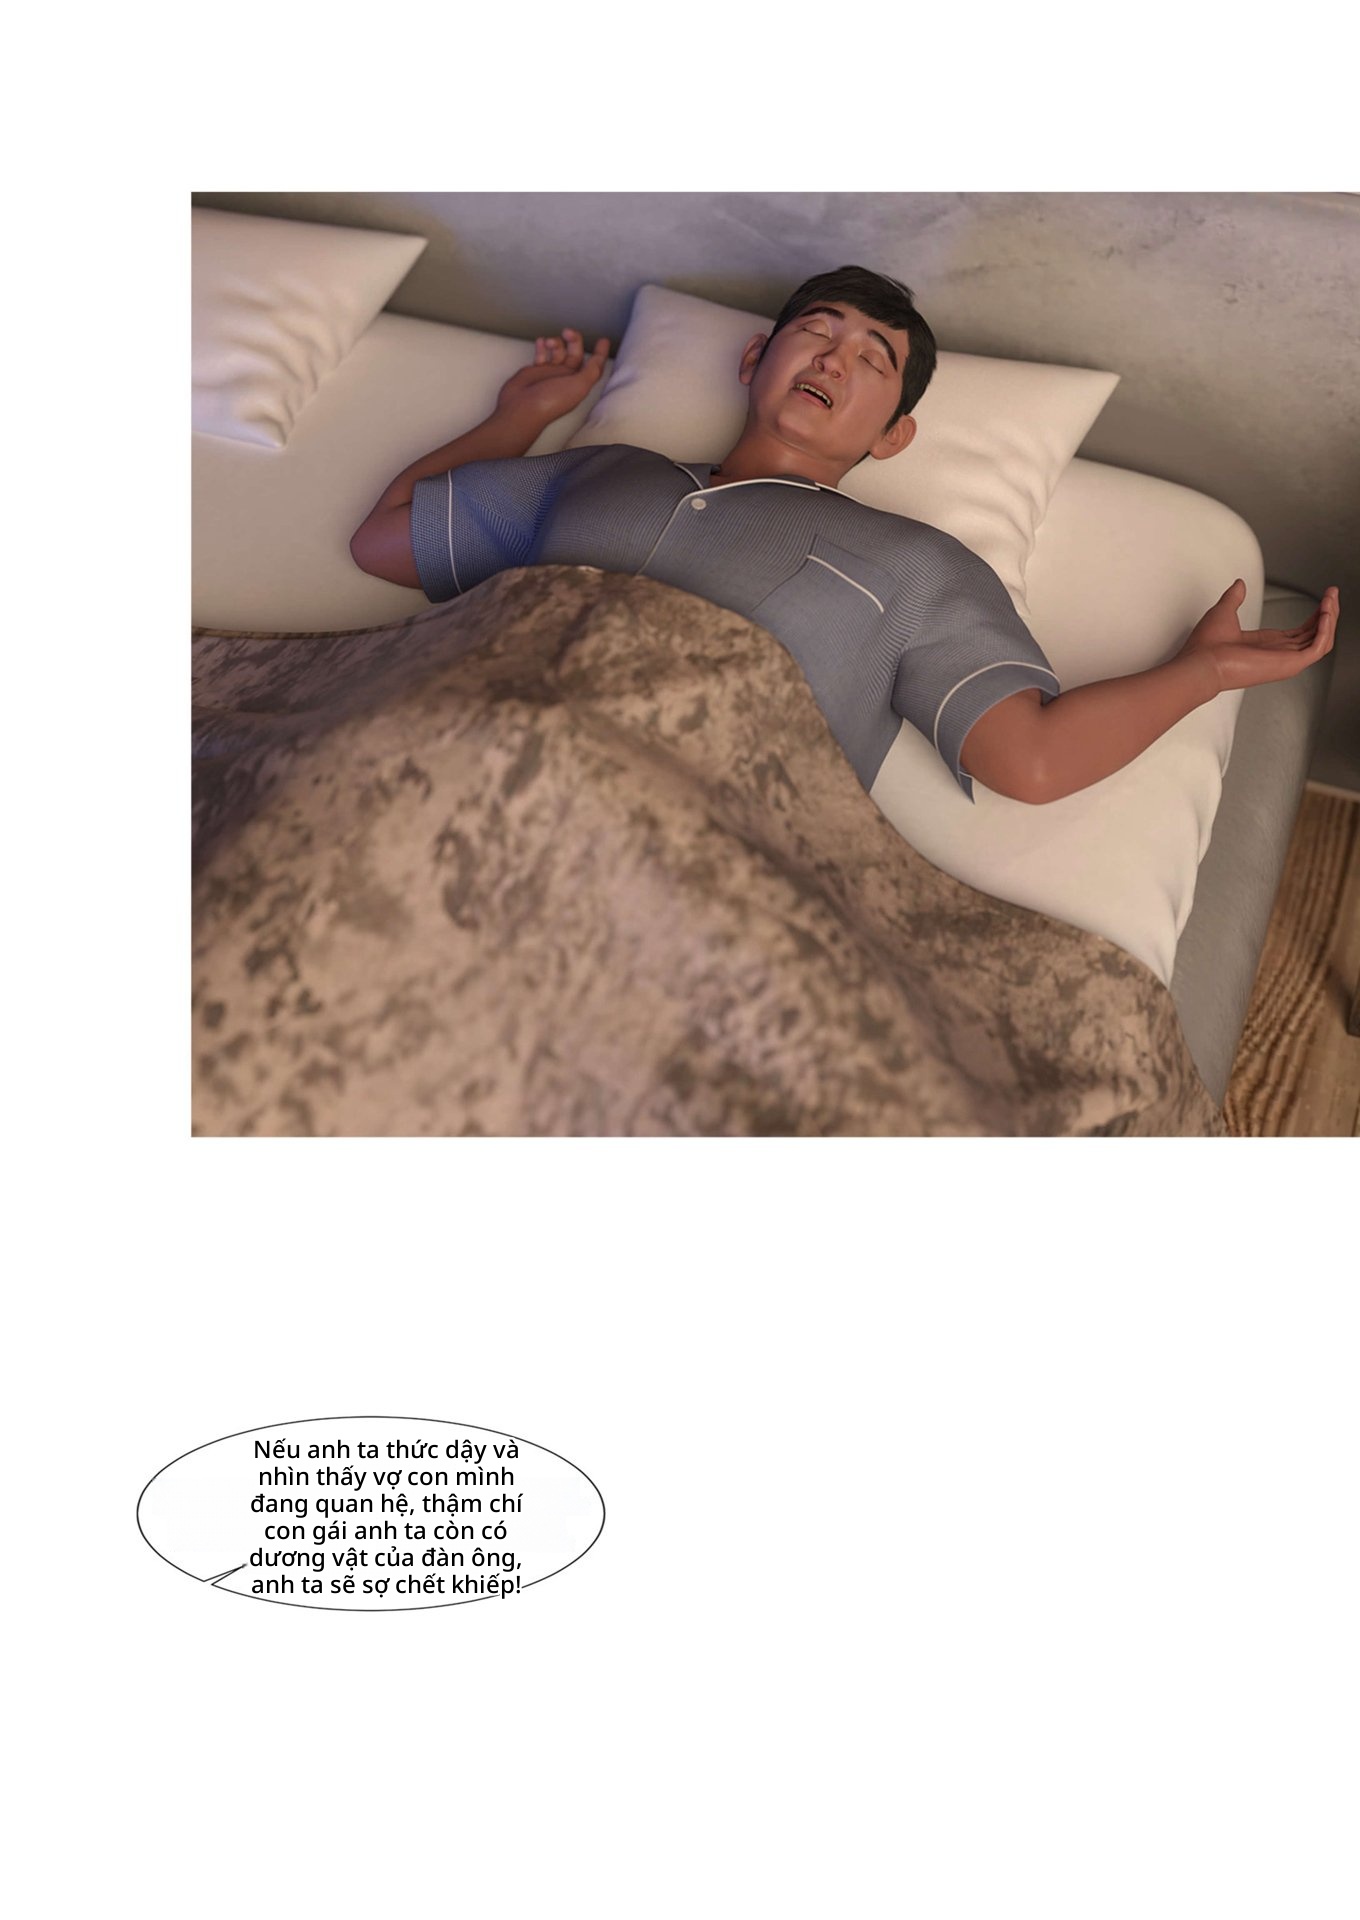 Nếu anh ta thức dậy và
nhìn thấy vợ con mình
đang quan hệ, thậm chí
con gái anh ta còn có
dương vật của đàn ông,
anh ta sẽ sợ chết khiếp!